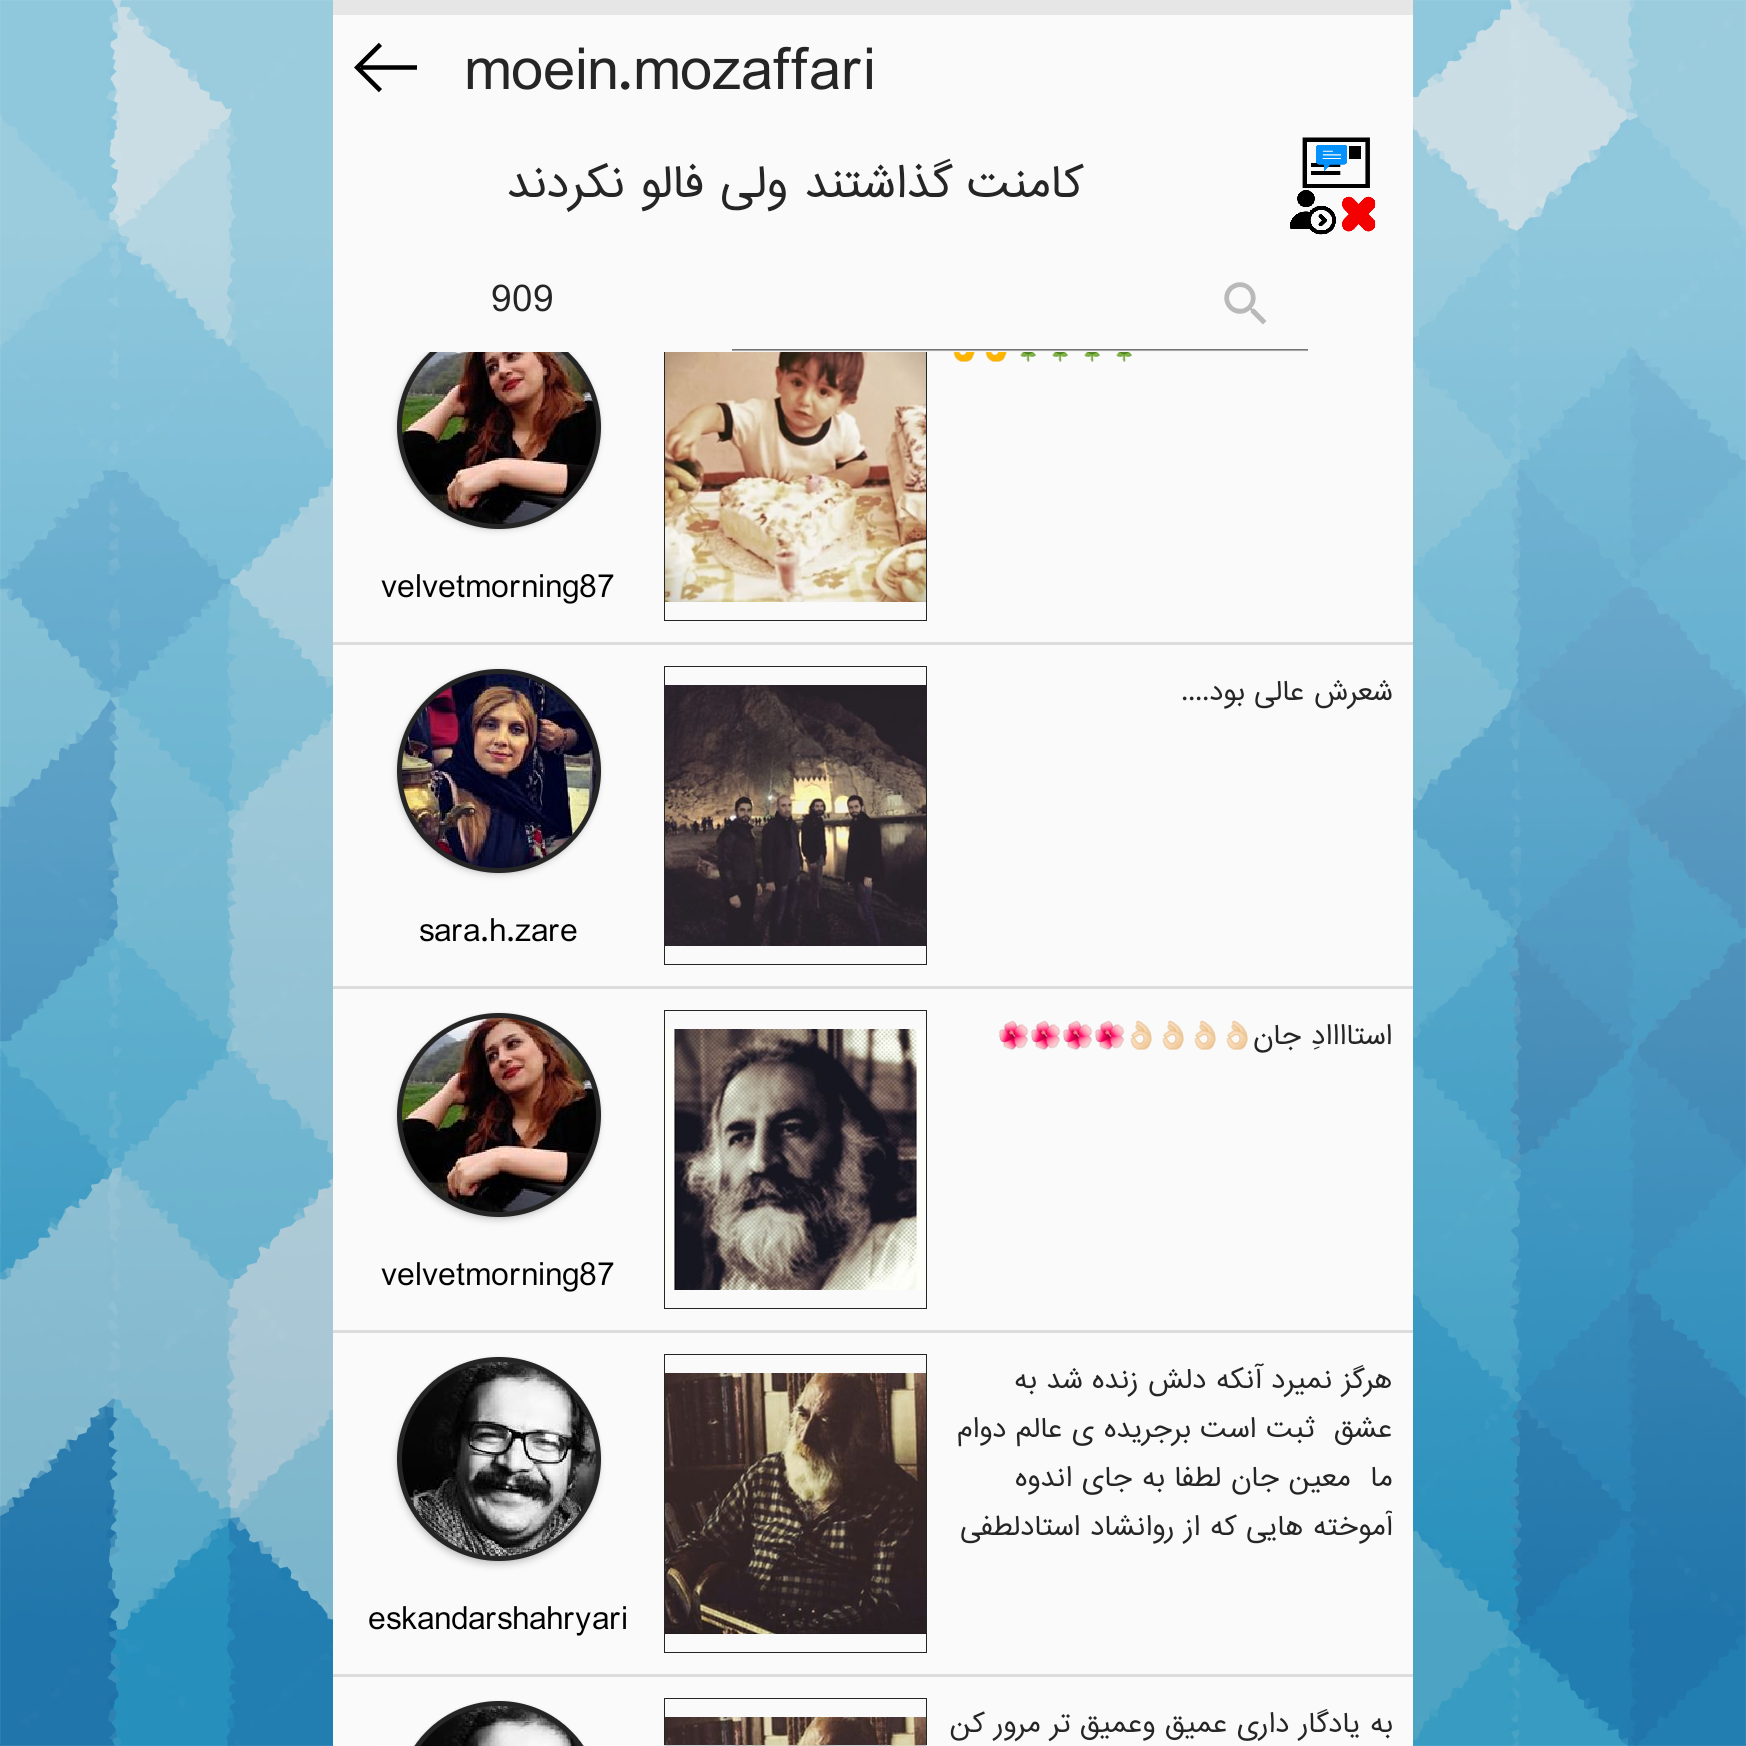 moein.mozaffari
کامنت گذاشتند ولی فالو نکردند
909
velvetmorning87
شعرش عالی بود....
sara.h.zare
استااااادِ جان👌🏻👌🏻👌🏻👌🏻🌺🌺🌺🌺
velvetmorning87
هرگز نمیرد آنکه دلش زنده شد به
عشق  ثبت است برجریده ی عالم دوام
ما  معین جان لطفا به جای اندوه
آموخته هایی که از روانشاد استادلطفی
eskandarshahryari
به یادگار داری عمیق وعمیق تر مرور کن